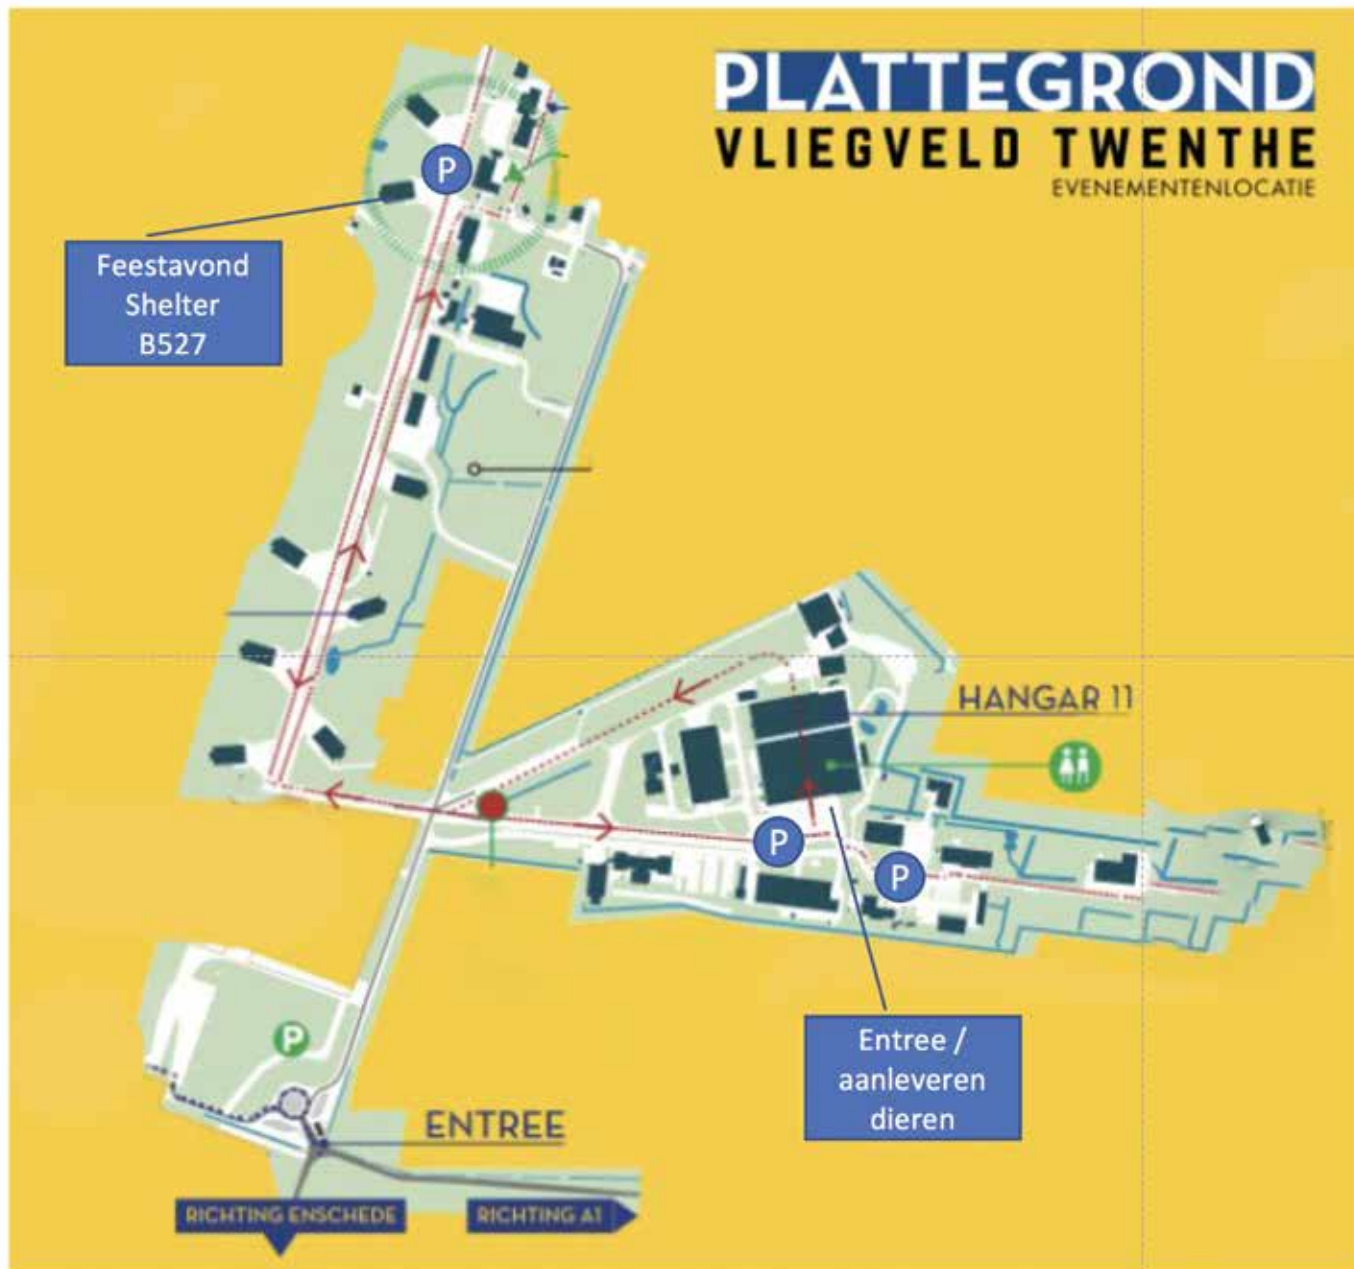 PLATTEGROND
VLIEGVELD TWENTHE
EVENEMENTENLOCATIE
P
Feestavond
Shelter
B527
HANGAR 11
P
P
P
Entree /
aanleveren
dieren
ENTREE
RICHTING ENSCHEDE
RICHTING A1